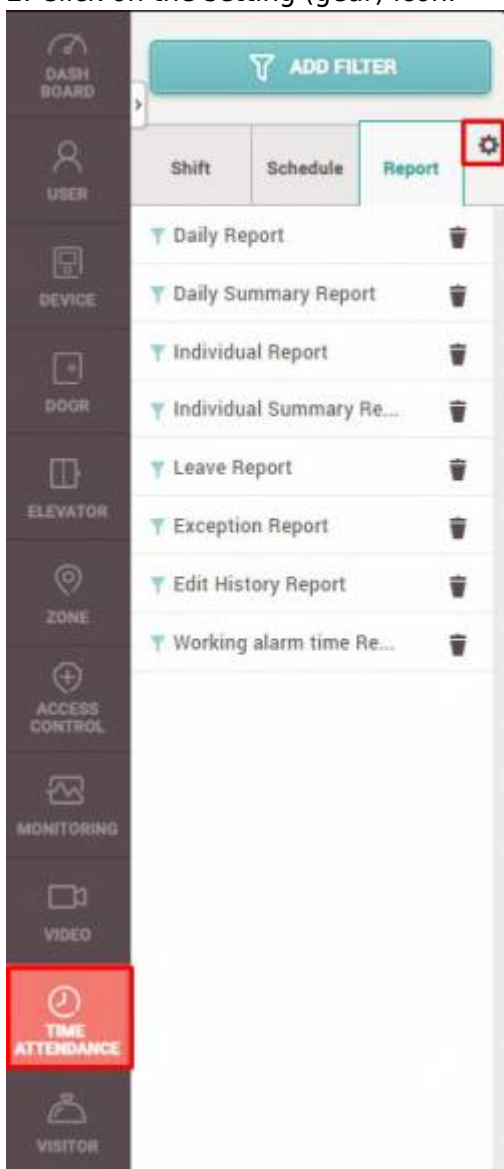 DASH
BOARD
USER
DEVICE
DOOR
ELEVATOR
ZONE
ACCESS
CONTROL
MONITORING
VIDEO
TIME
ATTENDANCE
VISITOR
ADD FILTER
Shift Schedule Report
Daily Report
Daily Summary Report
Individual Report
Individual Summary Re...
Leave Report
Exception Report
Edit History Report
Working alarm time Re...